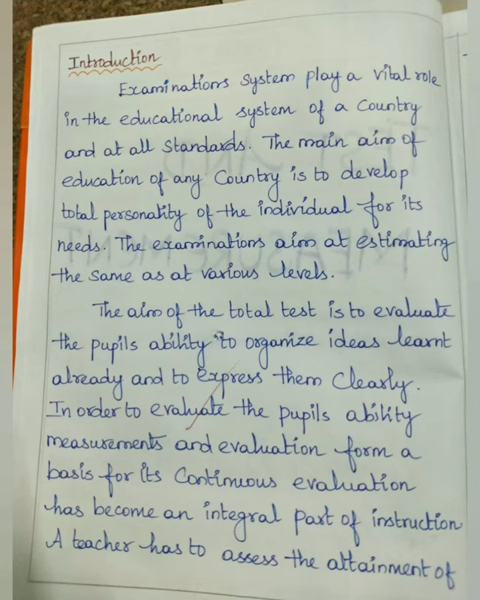 Introduction
Examinations System play a vital role
in the educational system of a Country
and at all Standards. The main aim of
education of any Country is to develop
total personality of the individual for its
needs. The examinations aim at estimating
the same as at various levels.
The aim of the total test is to evaluate
the pupils ability to organize ideas learnt
already and to express them Clearly.
In order to evaluate the pupils ability
measurements and evaluation form a
basis for its Continuous evaluation
has become an integral part of instruction
A teacher has to assess the attainment of